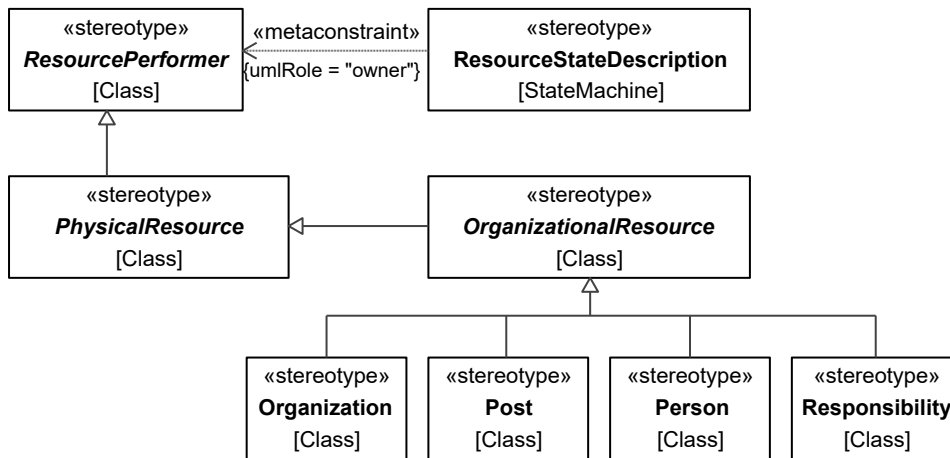 «stereotype»
ResourcePerformer
[Class]
«metaconstraint»
{umlRole = "owner"}
«stereotype»
ResourceStateDescription
[StateMachine]
«stereotype»
PhysicalResource
[Class]
«stereotype»
OrganizationalResource
[Class]
«stereotype»
Organization
[Class]
«stereotype»
Post
[Class]
«stereotype»
Person
[Class]
«stereotype»
Responsibility
[Class]